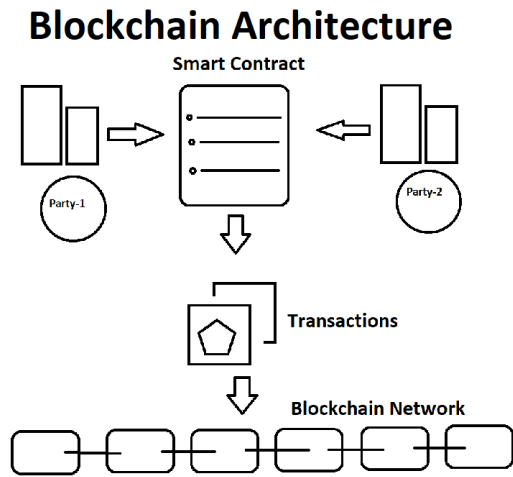 Blockchain Architecture
Smart Contract
Party-1
Party-2
Transactions
Blockchain Network